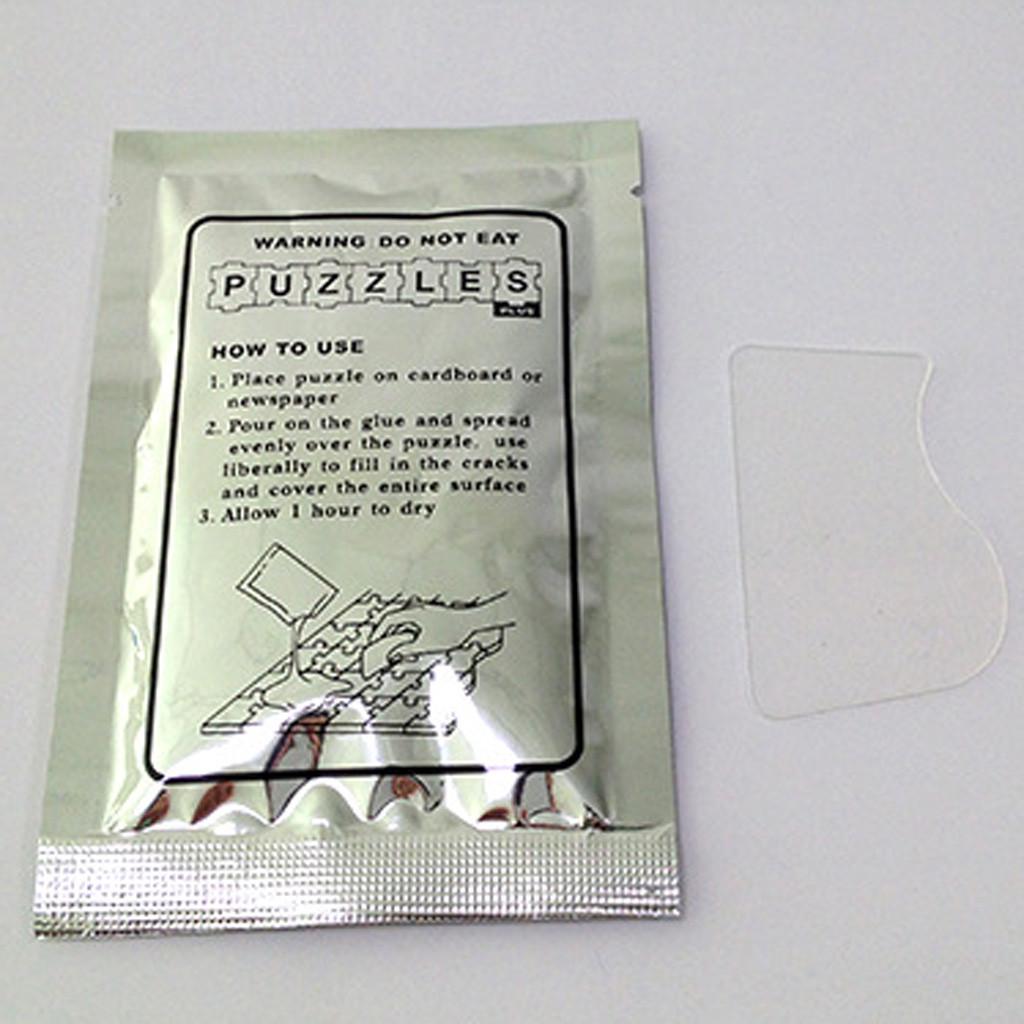 WARNING DO NOT EAT
PUZZLES
PLUS
HOW TO USE
1. Place puzzle on cardboard or
newspaper
2. Pour on the glue and spread
evenly over the puzzle. use
liberally to fill in the cracks
and cover the entire surface
3. Allow 1 hour to dry